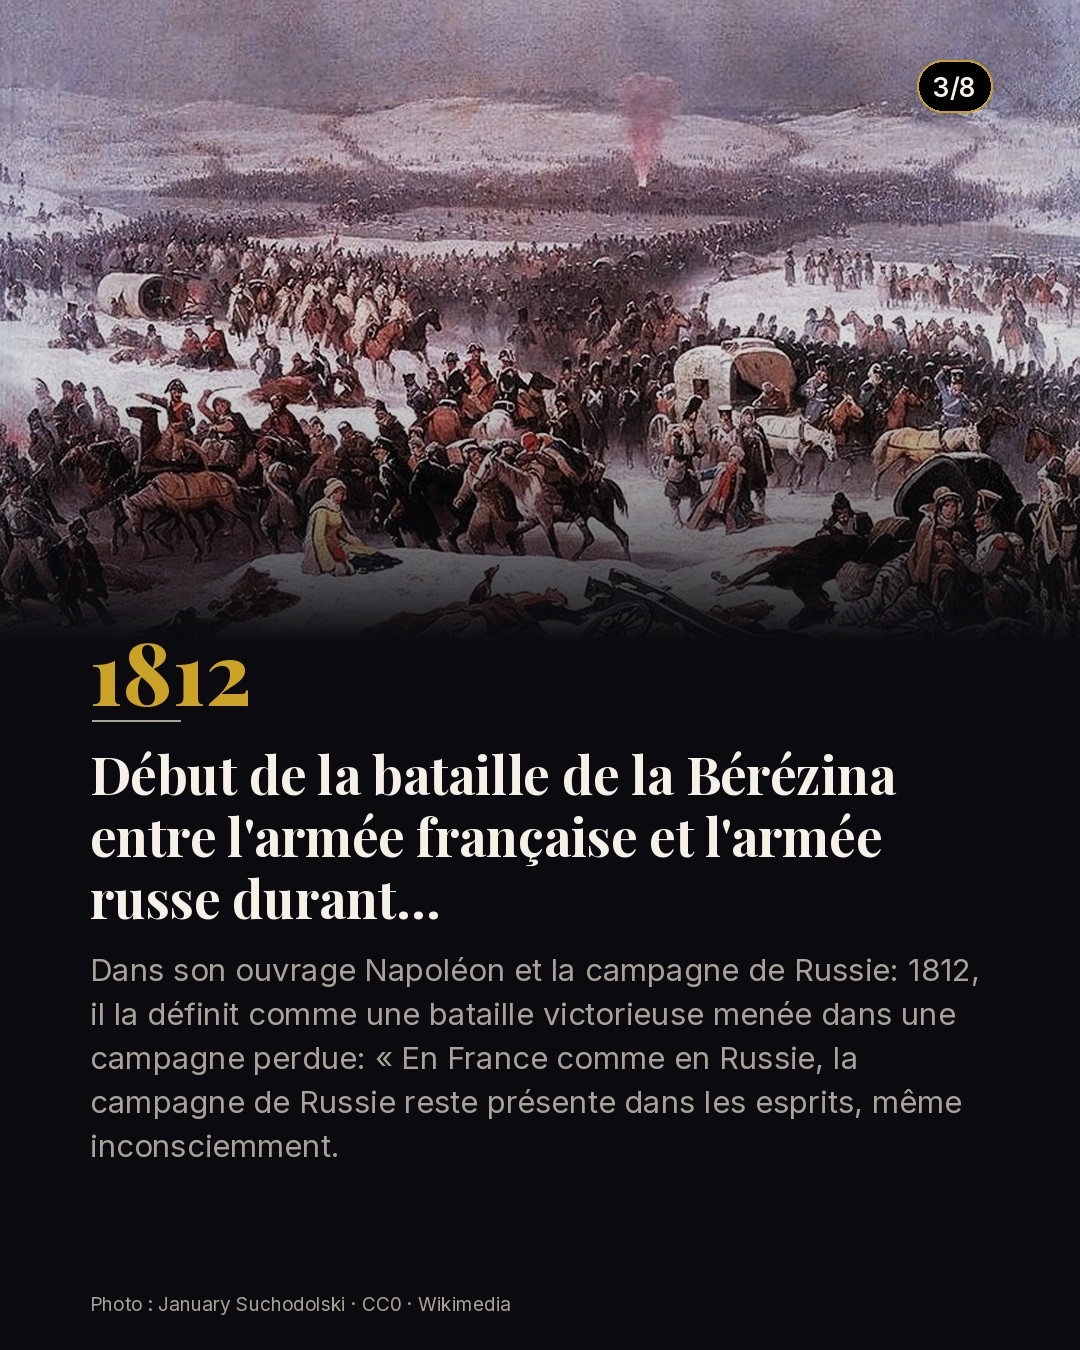 3/8
1812
Début de la bataille de la Bérézina
entre l'armée française et l'armée
russe durant...
Dans son ouvrage Napoléon et la campagne de Russie: 1812,
il la définit comme une bataille victorieuse menée dans une
campagne perdue: « En France comme en Russie, la
campagne de Russie reste présente dans les esprits, même
inconsciemment.
Photo : January Suchodolski · CC0 · Wikimedia